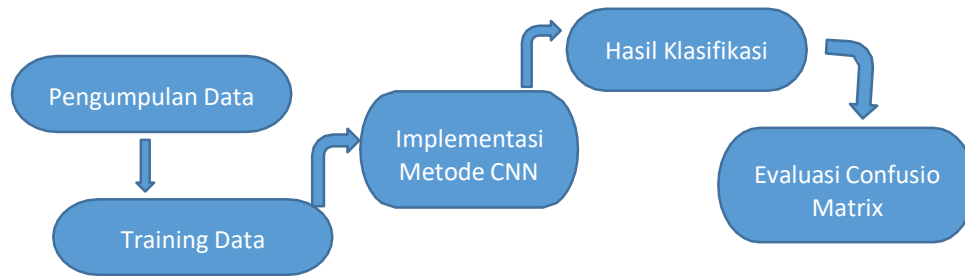 Pengumpulan Data
Training Data
Implementasi
Metode CNN
Hasil Klasifikasi
Evaluasi Confusio
Matrix